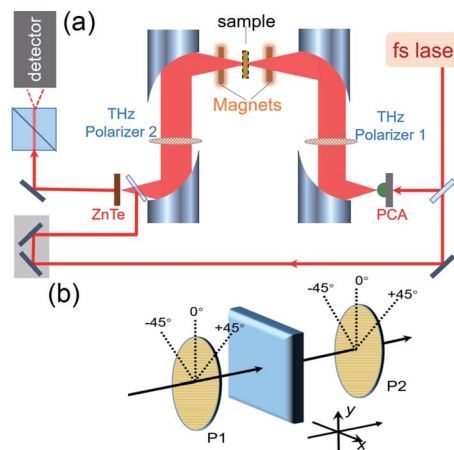 (a)
sample
fs lase
detector
Magnets
THz
Polarizer 2
THz
Polarizer 1
ZnTe
PCA
(b)
-45°
0°
+45°
-45°
0°
+45°
P1
P2
y
x